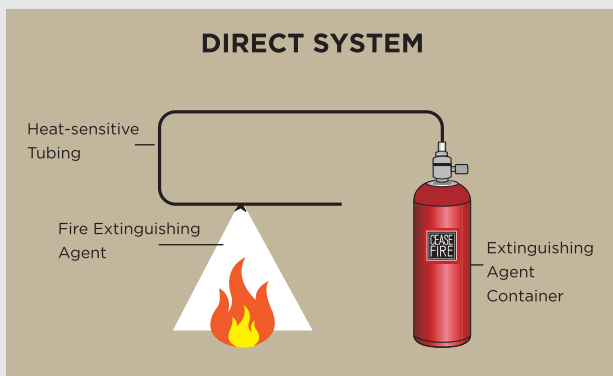 DIRECT SYSTEM
Heat-sensitive
Tubing
Fire Extinguishing
Agent
CEASE
FIRE
Extinguishing
Agent
Container